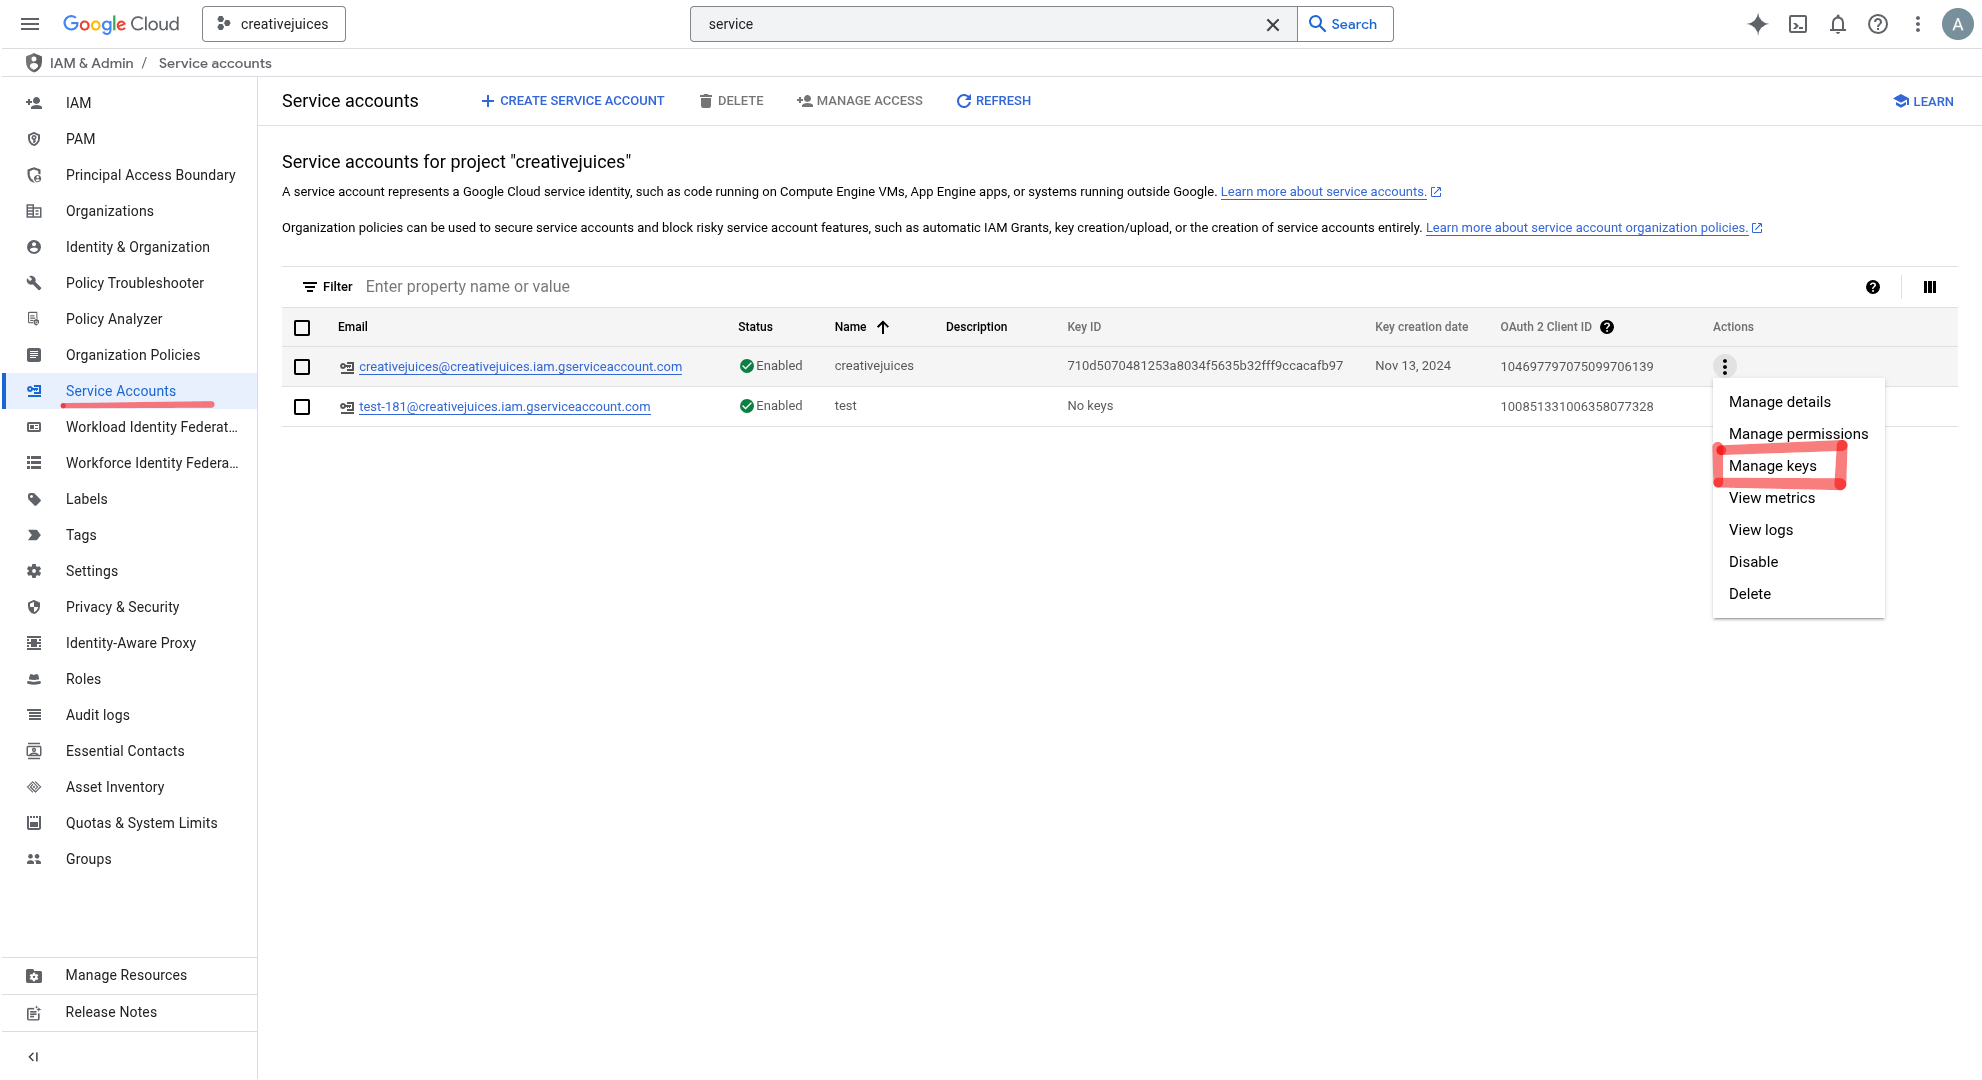 Google Cloud
creativejuices
service
Search
A
IAM & Admin / Service accounts
IAM
PAM
Principal Access Boundary
Organizations
Identity & Organization
Policy Troubleshooter
Policy Analyzer
Organization Policies
Service Accounts
Workload Identity Federat...
Workforce Identity Federa...
Labels
Tags
Settings
Privacy & Security
Identity-Aware Proxy
Roles
Audit logs
Essential Contacts
Asset Inventory
Quotas & System Limits
Groups
Manage Resources
Release Notes
Service accounts
CREATE SERVICE ACCOUNT
DELETE
MANAGE ACCESS
REFRESH
LEARN
Service accounts for project "creativejuices"
A service account represents a Google Cloud service identity, such as code running on Compute Engine VMs, App Engine apps, or systems running outside Google. Learn more about service accounts.
Organization policies can be used to secure service accounts and block risky service account features, such as automatic IAM Grants, key creation/upload, or the creation of service accounts entirely. Learn more about service account organization policies.
Filter Enter property name or value
Email Status Name Description Key ID Key creation date OAuth 2 Client ID Actions
creativejuices@creativejuices.iam.gserviceaccount.com Enabled creativejuices 710d5070481253a8034f5635b32fff9ccacafb97 Nov 13, 2024 104697797075099706139
test-181@creativejuices.iam.gserviceaccount.com Enabled test No keys 100851331006358077328
Manage details
Manage permissions
Manage keys
View metrics
View logs
Disable
Delete